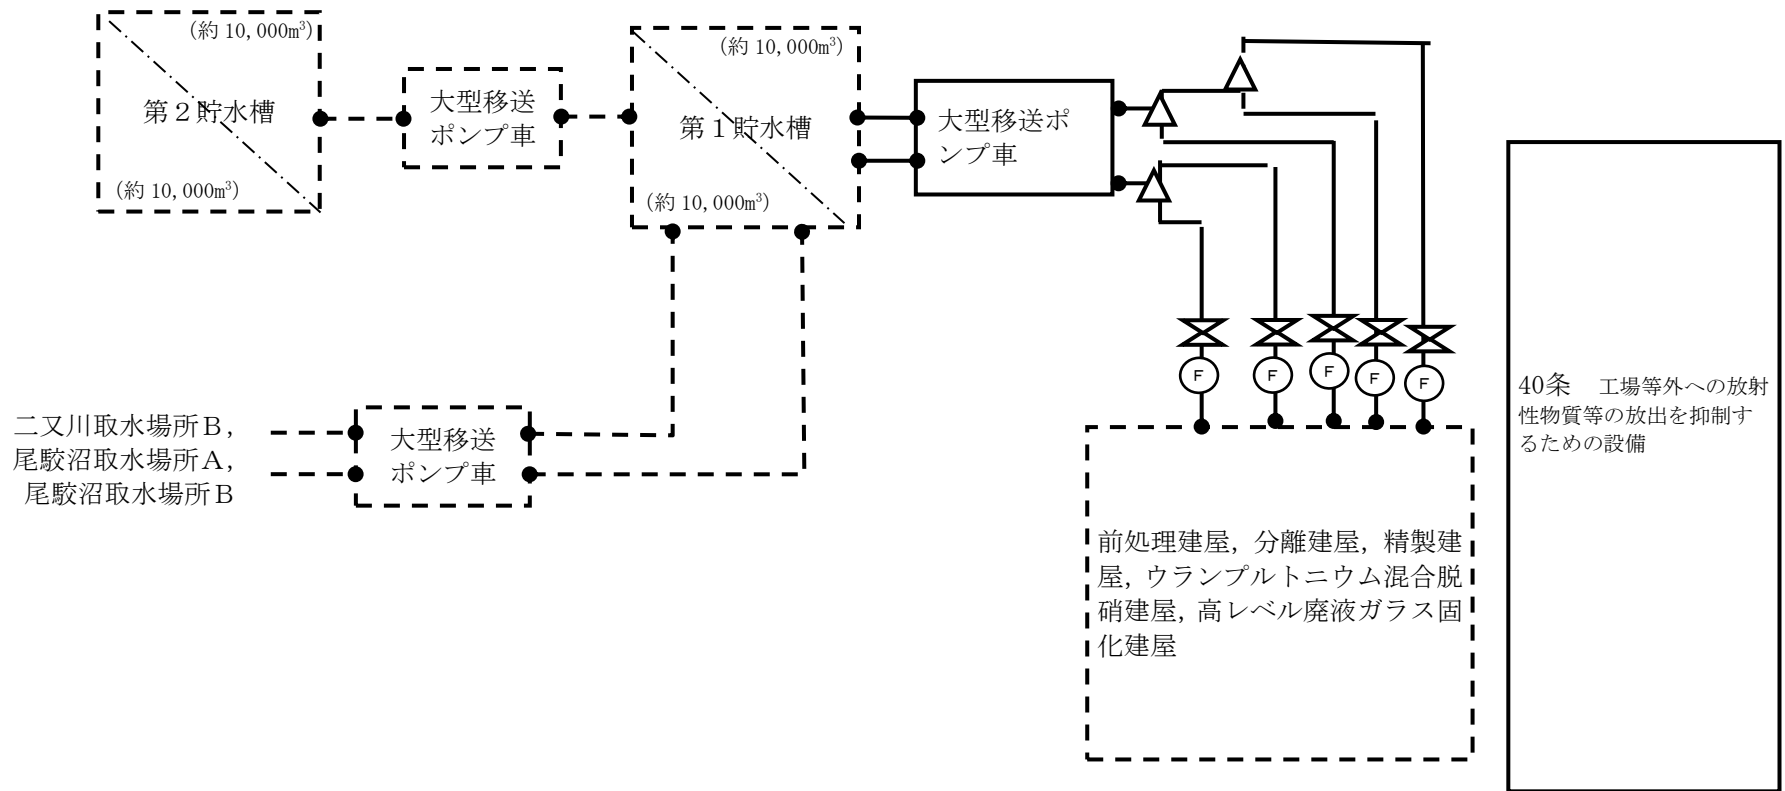 (約 10,000m³)
第２貯水槽
(約 10,000m³)
大型移送
ポンプ車
(約 10,000m³)
第１貯水槽
(約 10,000m³)
大型移送ポ
ンプ車
二又川取水場所Ｂ，
尾駮沼取水場所Ａ，
尾駮沼取水場所Ｂ
大型移送
ポンプ車
F
F
F
F
F
前処理建屋，分離建屋，精製建
屋，ウランプルトニウム混合脱
硝建屋，高レベル廃液ガラス固
化建屋
40条　工場等外への放射
性物質等の放出を抑制す
るための設備